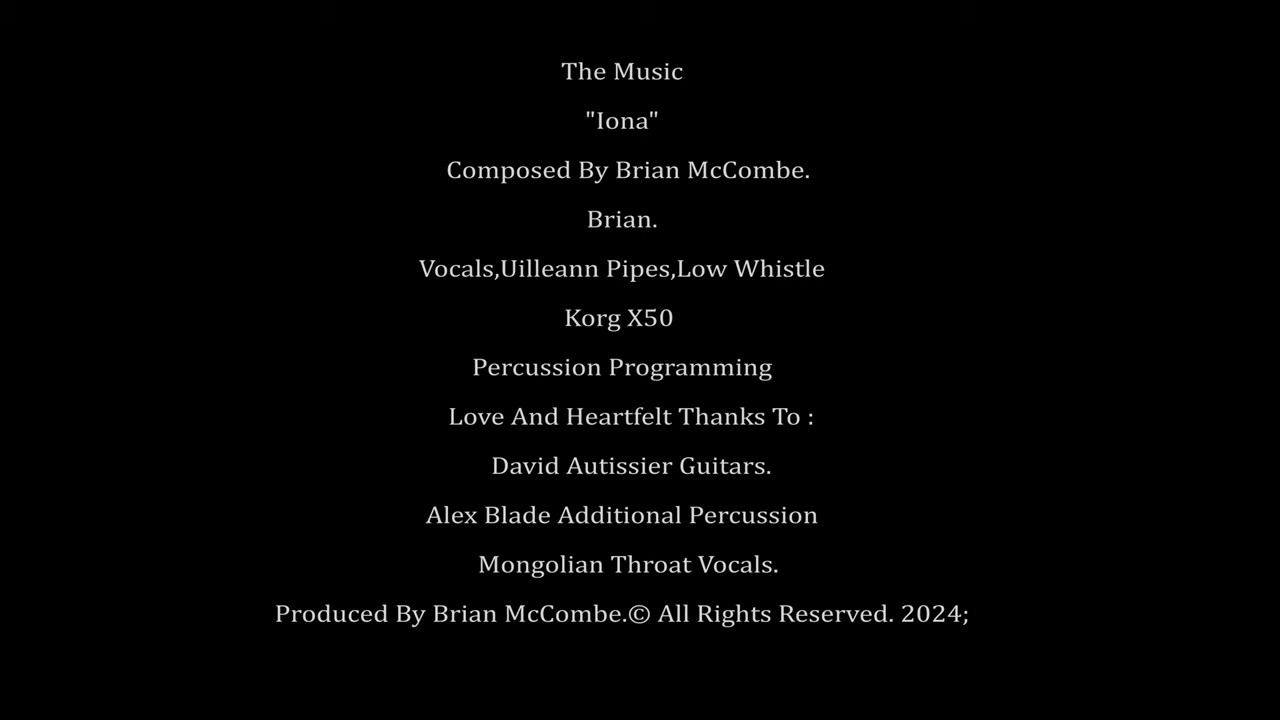 The Music
"Iona"
Composed By Brian McCombe.
Brian.
Vocals,Uilleann Pipes,Low Whistle
Korg X50
Percussion Programming
Love And Heartfelt Thanks To :
David Autissier Guitars.
Alex Blade Additional Percussion
Mongolian Throat Vocals.
Produced By Brian McCombe.© All Rights Reserved. 2024;